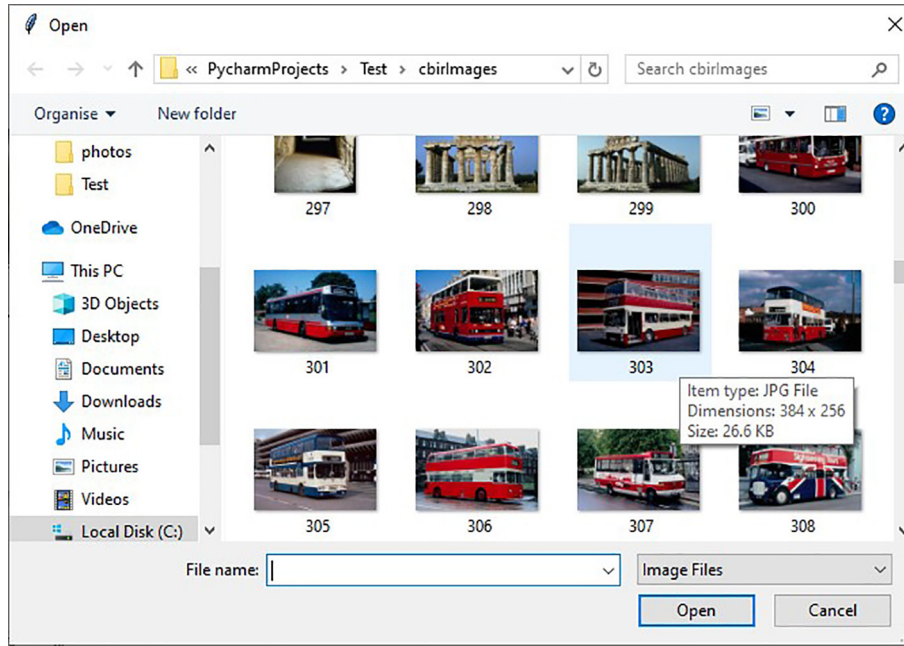 Open
« PycharmProjects › Test › cbirImages
Search cbirImages
Organise
New folder
photos
Test
OneDrive
This PC
3D Objects
Desktop
Documents
Downloads
Music
Pictures
Videos
Local Disk (C:)
297
298
299
300
301
302
303
304
Item type: JPG File
Dimensions: 384 x 256
Size: 26.6 KB
305
306
307
308
Sightseeing Tours
File name:
Image Files
Open
Cancel